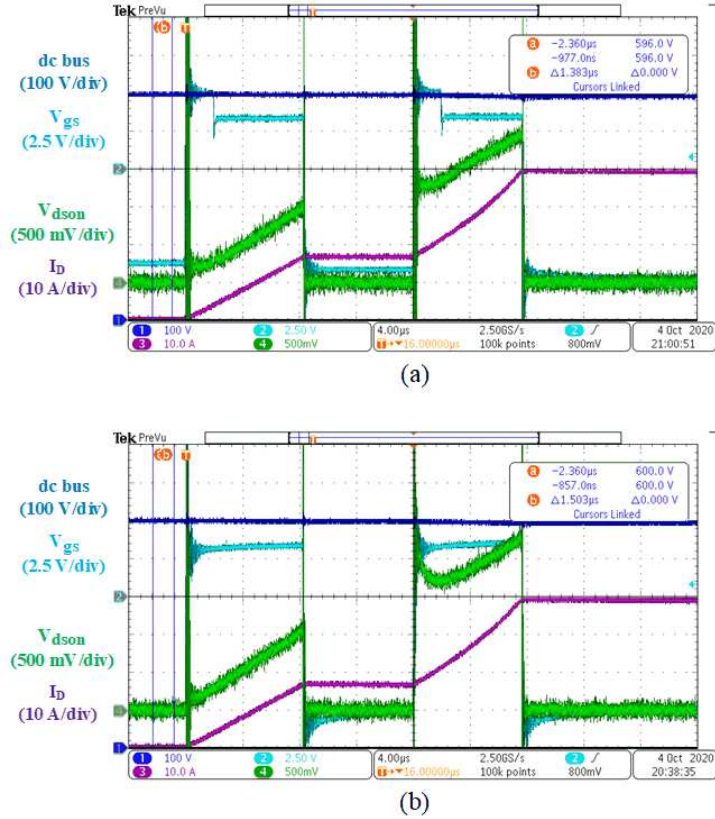 Tek PreVu
a -2.360µs 596.0 V
-977.0ns 596.0 V
b Δ1.383µs Δ0.000 V
Cursors Linked
dc bus
(100 V/div)
Vgs
(2.5 V/div)
Vdson
(500 mV/div)
ID
(10 A/div)
1 100 V 2 2.50 V 4.00µs 2.50GS/s 2 4 Oct 2020
3 10.0 A 4 500mV T→▼16.00000µs 100k points 800mV 21:00:51
(a)
Tek PreVu
a -2.360µs 600.0 V
-857.0ns 600.0 V
b Δ1.503µs Δ0.000 V
Cursors Linked
dc bus
(100 V/div)
Vgs
(2.5 V/div)
Vdson
(500 mV/div)
ID
(10 A/div)
1 100 V 2 2.50 V 4.00µs 2.50GS/s 2 4 Oct 2020
3 10.0 A 4 500mV T→▼16.00000µs 100k points 800mV 20:38:35
(b)